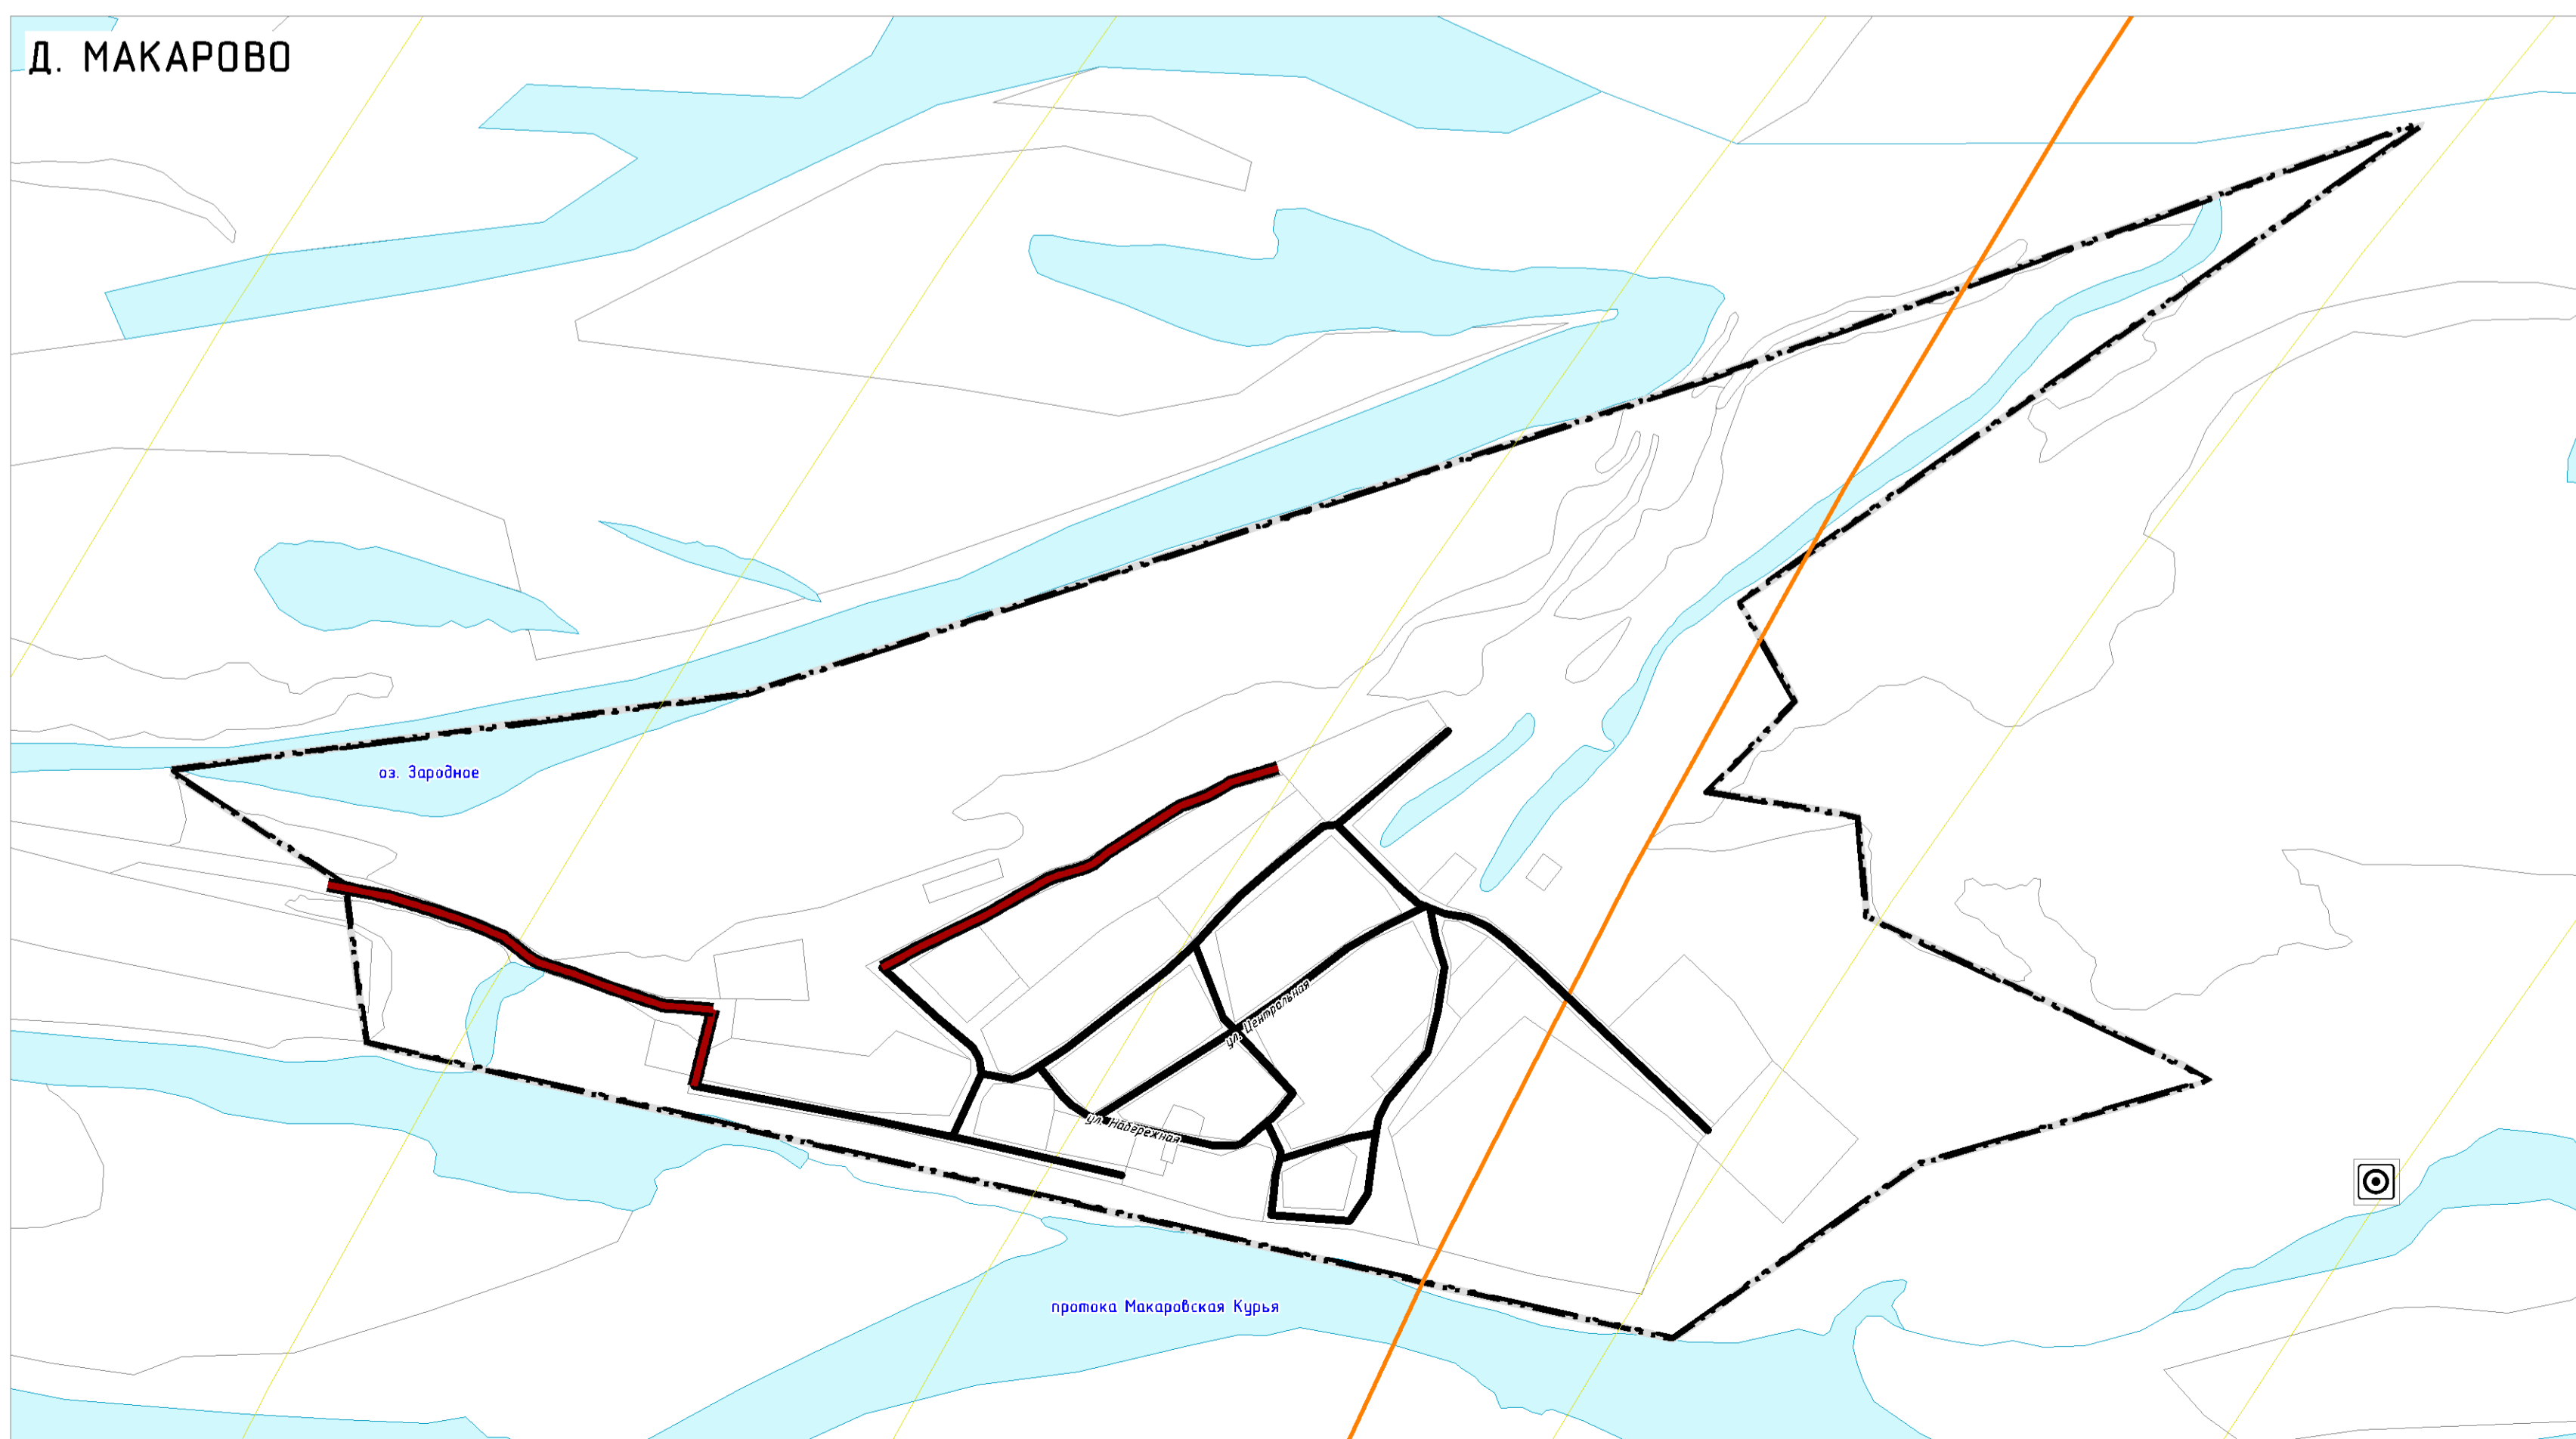 Д. МАКАРОВО
оз. Зародное
ул. Центральная
ул. Набережная
протока Макаровская Курья